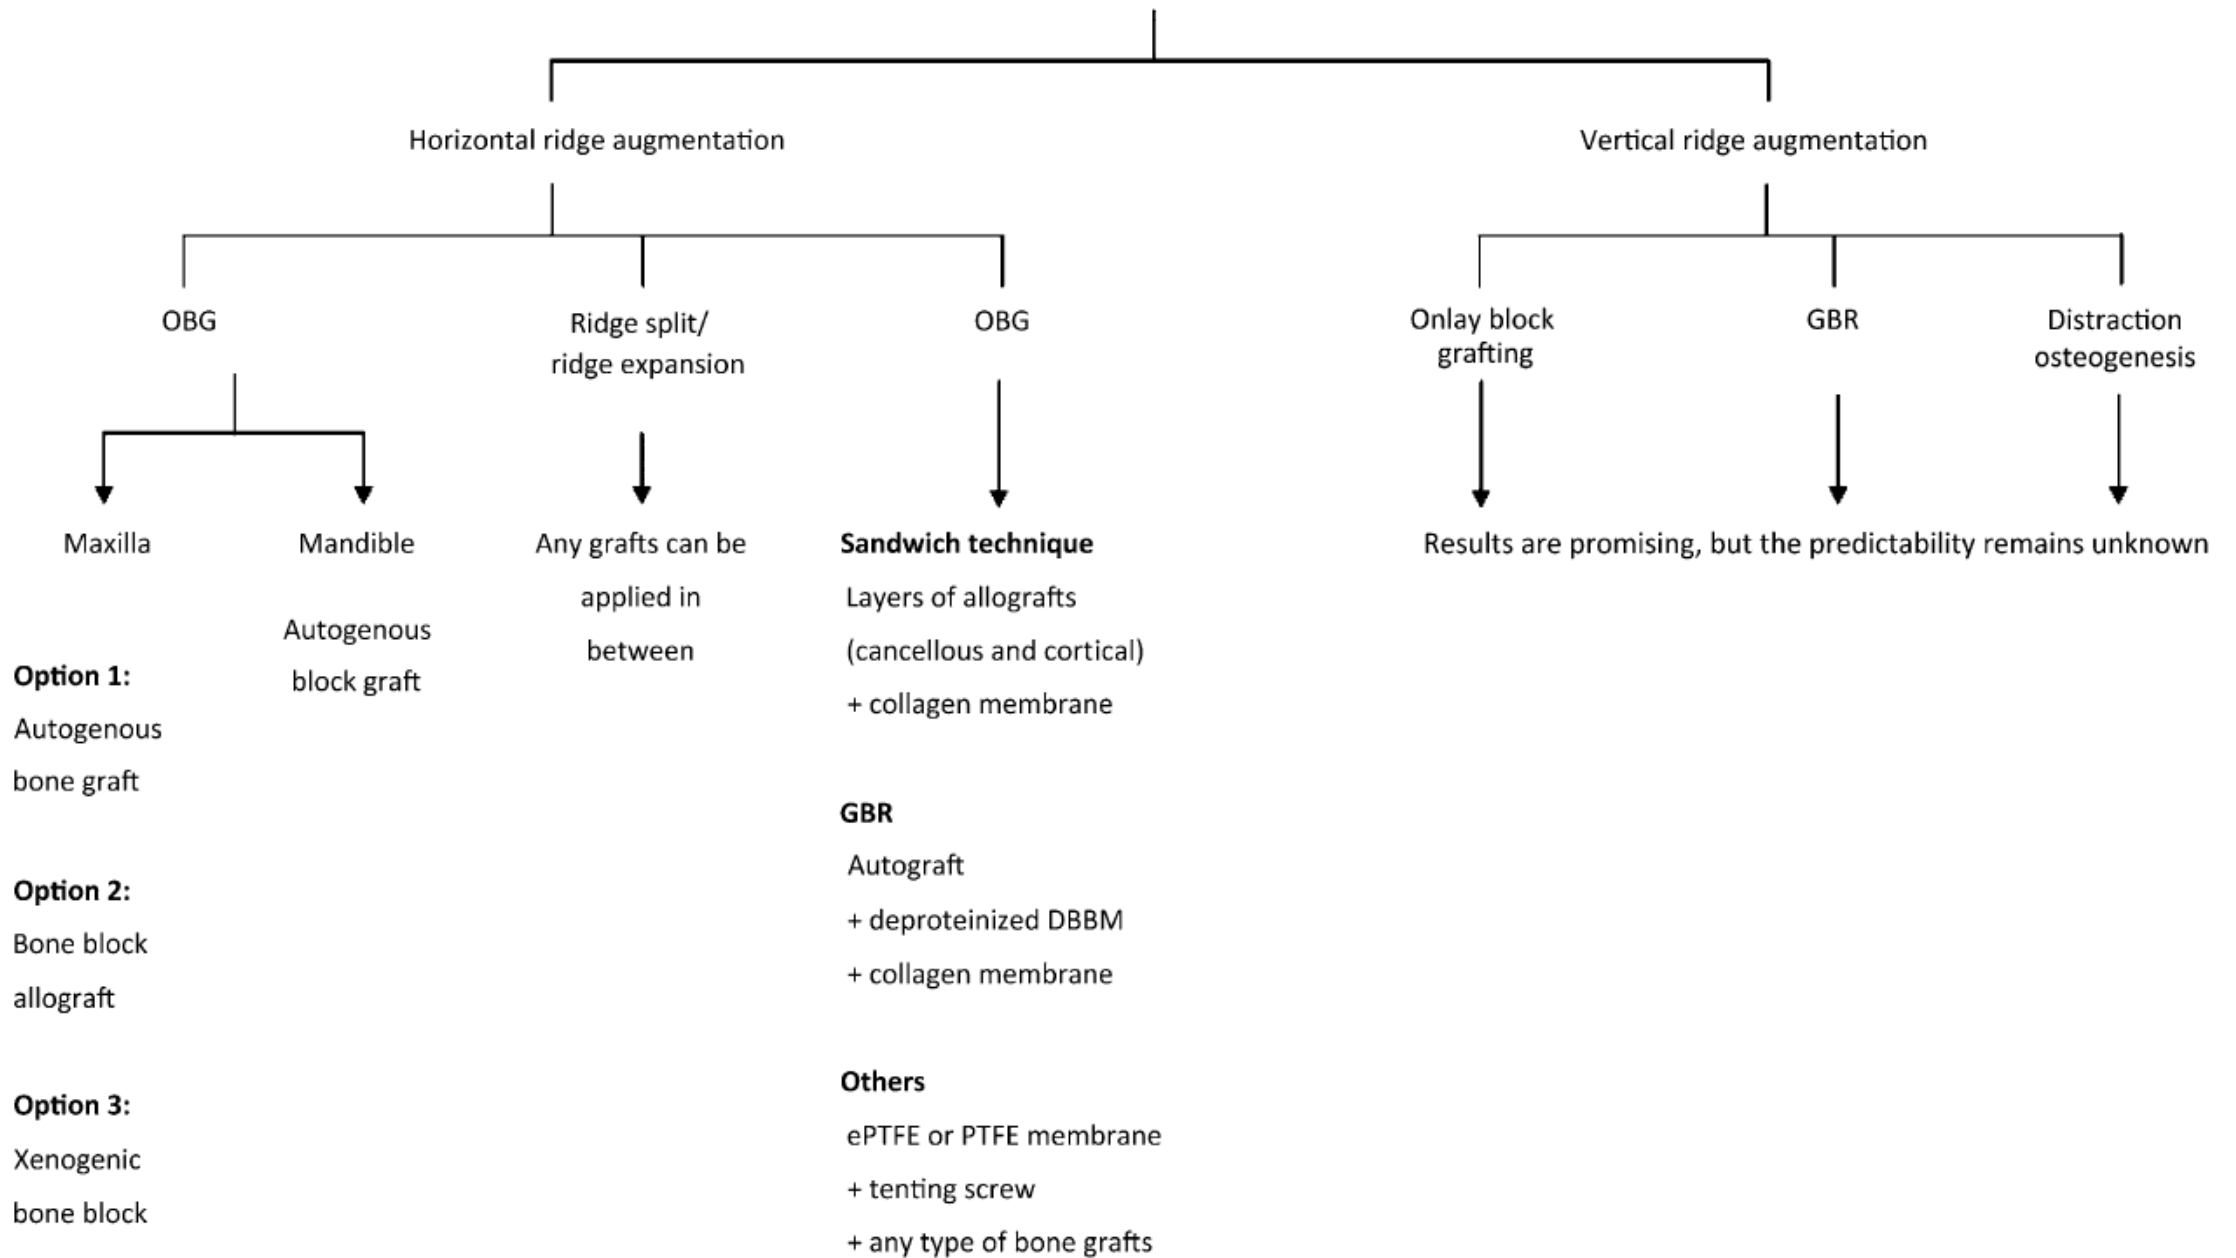 Horizontal ridge augmentation
Vertical ridge augmentation
OBG
Ridge split/
ridge expansion
OBG
Onlay block
grafting
GBR
Distraction
osteogenesis
Maxilla
Option 1:
Autogenous
bone graft
Option 2:
Bone block
allograft
Option 3:
Xenogenic
bone block
Mandible
Autogenous
block graft
Any grafts can be
applied in
between
Sandwich technique
Layers of allografts
(cancellous and cortical)
+ collagen membrane
GBR
Autograft
+ deproteinized DBBM
+ collagen membrane
Others
ePTFE or PTFE membrane
+ tenting screw
+ any type of bone grafts
Results are promising, but the predictability remains unknown